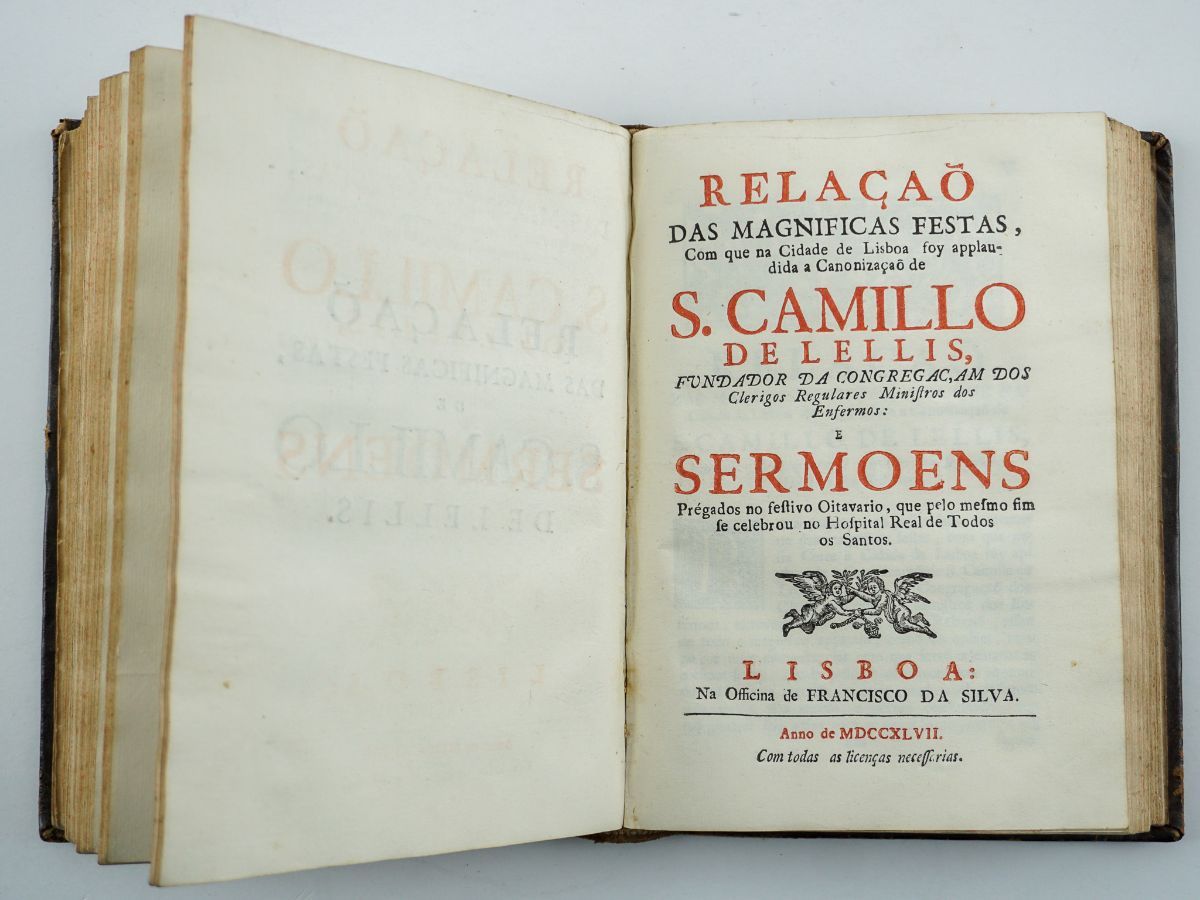 RELAÇAÕ
DAS MAGNIFICAS FESTAS,
Com que na Cidade de Lisboa foy applau-
dida a Canonizaçaõ de
S. CAMILLO
DE LELLIS,
FUNDADOR DA CONGREGAC,AM DOS
Clerigos Regulares Miniſtros dos
Enfermos:
E
SERMOENS
Prégados no feſtivo Oitavario, que pelo meſmo fim
ſe celebrou no Hoſpital Real de Todos
os Santos.
LISBOA:
Na Officina de FRANCISCO DA SILVA.
Anno de MDCCXLVII.
Com todas as licenças neceſſarias.